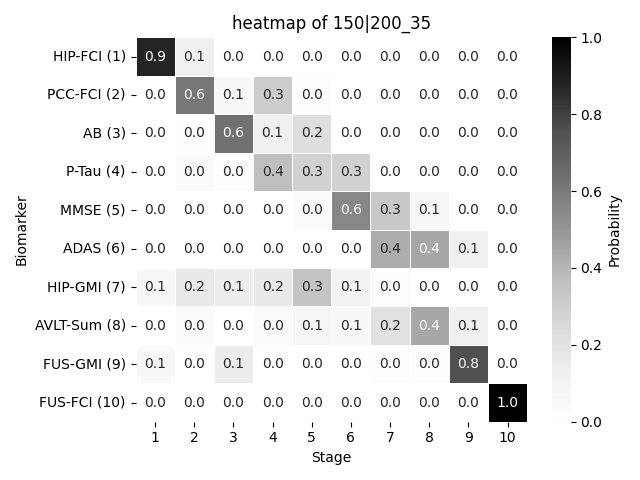 heatmap of 150|200_35
HIP-FCI (1) 0.9 0.1 0.0 0.0 0.0 0.0 0.0 0.0 0.0 0.0
PCC-FCI (2) 0.0 0.6 0.1 0.3 0.0 0.0 0.0 0.0 0.0 0.0
AB (3) 0.0 0.0 0.6 0.1 0.2 0.0 0.0 0.0 0.0 0.0
P-Tau (4) 0.0 0.0 0.0 0.4 0.3 0.3 0.0 0.0 0.0 0.0
MMSE (5) 0.0 0.0 0.0 0.0 0.0 0.6 0.3 0.1 0.0 0.0
ADAS (6) 0.0 0.0 0.0 0.0 0.0 0.0 0.4 0.4 0.1 0.0
HIP-GMI (7) 0.1 0.2 0.1 0.2 0.3 0.1 0.0 0.0 0.0 0.0
AVLT-Sum (8) 0.0 0.0 0.0 0.0 0.1 0.1 0.2 0.4 0.1 0.0
FUS-GMI (9) 0.1 0.0 0.1 0.0 0.0 0.0 0.0 0.0 0.8 0.0
FUS-FCI (10) 0.0 0.0 0.0 0.0 0.0 0.0 0.0 0.0 0.0 1.0
1 2 3 4 5 6 7 8 9 10
Stage
Biomarker
1.0
0.8
0.6
0.4
0.2
0.0
Probability